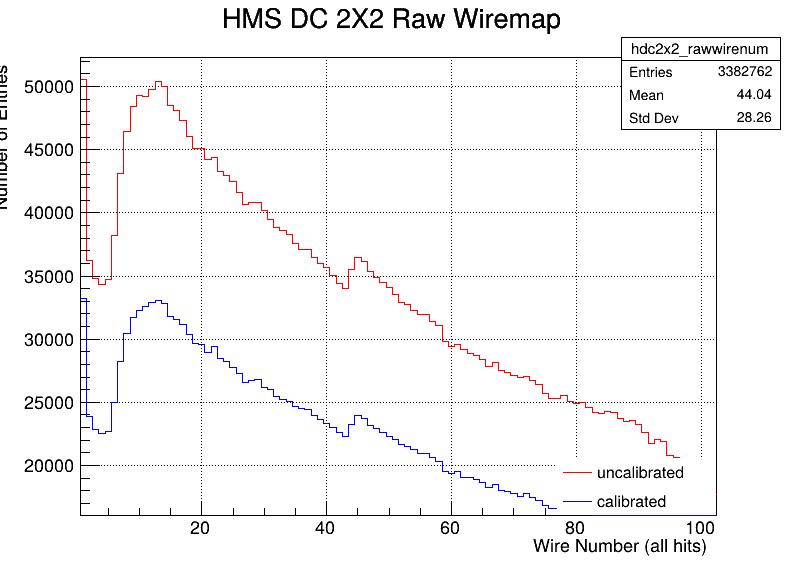 HMS DC 2X2 Raw Wiremap
hdc2x2_rawwirenum
Entries 3382762
Mean 44.04
Std Dev 28.26
Number of Entries
50000
45000
40000
35000
30000
25000
20000
uncalibrated
calibrated
20 40 60 80 100
Wire Number (all hits)